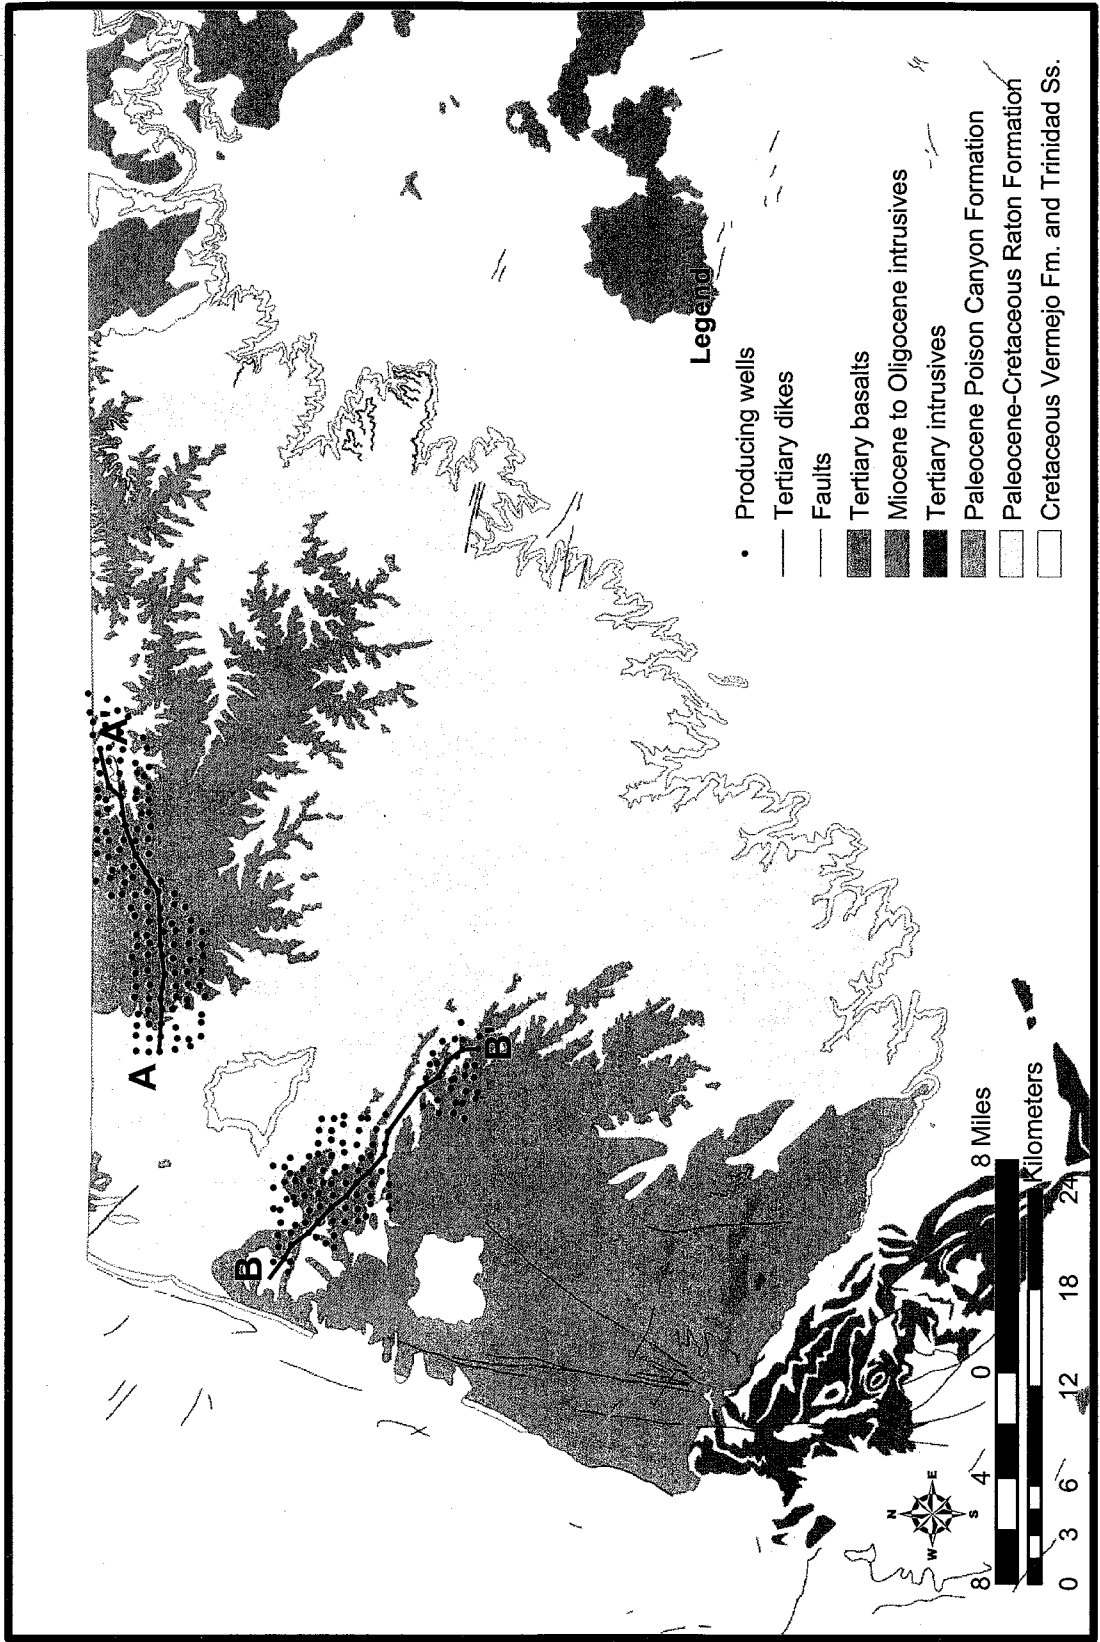 A
A'
B
B'
Legend
Producing wells
Tertiary dikes
Faults
Tertiary basalts
Miocene to Oligocene intrusives
Tertiary intrusives
Paleocene Poison Canyon Formation
Paleocene-Cretaceous Raton Formation
Cretaceous Vermejo Fm. and Trinidad Ss.
N
W E
S
8 4 0 8 Miles
0 3 6 12 18 24 Kilometers